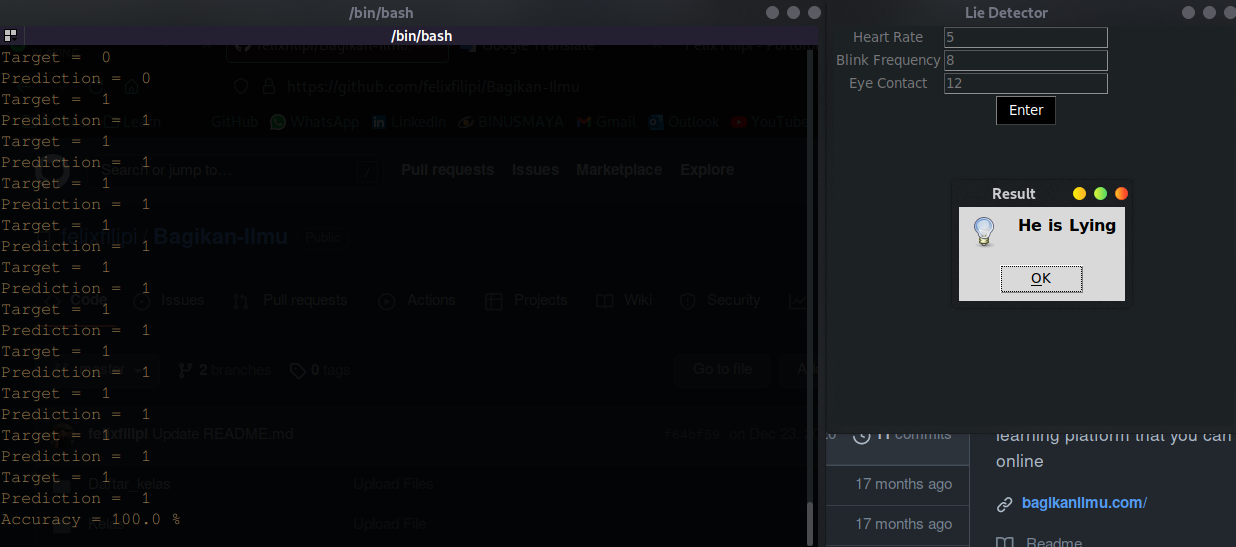 /bin/bash
/bin/bash
Target = 0
Prediction = 0
Target = 1
Prediction = 1
Target = 1
Prediction = 1
Target = 1
Prediction = 1
Target = 1
Prediction = 1
Target = 1
Prediction = 1
Target = 1
Prediction = 1
Target = 1
Prediction = 1
Target = 1
Prediction = 1
Target = 1
Prediction = 1
Target = 1
Prediction = 1
Accuracy = 100.0 %
https://github.com/felixfilipi/Bagikan-Ilmu
Learn GitHub WhatsApp LinkedIn BINUSMAYA Gmail Outlook YouTube
Search or jump to… / Pull requests Issues Marketplace Explore
felixfilipi / Bagikan-Ilmu Public
Code Issues Pull requests Actions Projects Wiki Security
2 branches 0 tags Go to file
felixfilipi Update README.md on Dec 23,
Daftar_kelas Upload Files
Kelas Upload File
Lie Detector
Heart Rate 5
Blink Frequency 8
Eye Contact 12
Enter
Result
He is Lying
OK
11 commits
17 months ago
17 months ago
learning platform that you can
online
bagikanilmu.com/
Readme